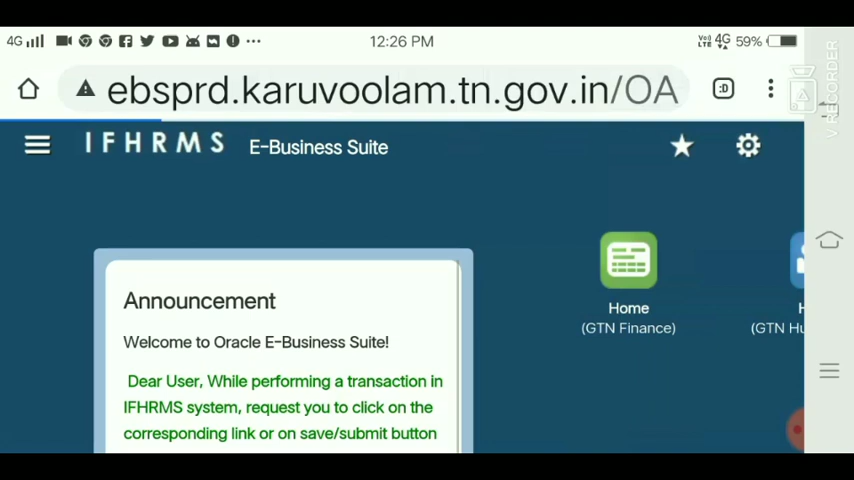 4G 12:26 PM VoLTE 4G 59%
ebsprd.karuvoolam.tn.gov.in/OA :D
V RECORDER
IFHRMS E-Business Suite
Announcement
Welcome to Oracle E-Business Suite!
Dear User, While performing a transaction in
IFHRMS system, request you to click on the
corresponding link or on save/submit button
Home
(GTN Finance)
H
(GTN Hu